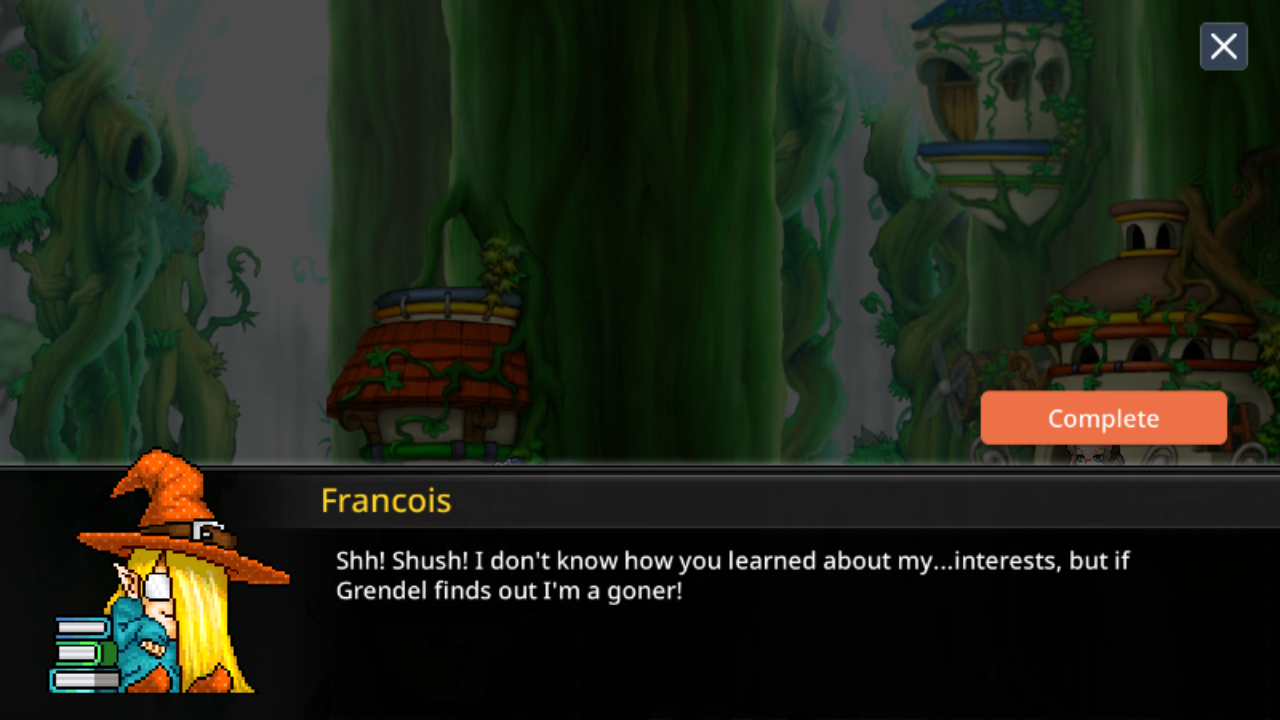 Complete
Francois
Shh! Shush! I don't know how you learned about my...interests, but if
Grendel finds out I'm a goner!